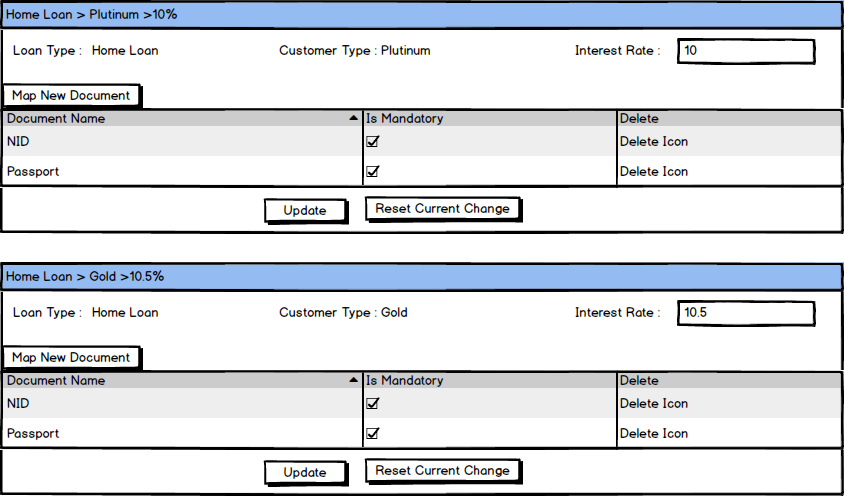 Home Loan > Plutinum >10%
Loan Type : Home Loan Customer Type : Plutinum Interest Rate : 10
Map New Document
Document Name Is Mandatory Delete
NID Delete Icon
Passport Delete Icon
Update Reset Current Change
Home Loan > Gold >10.5%
Loan Type : Home Loan Customer Type : Gold Interest Rate : 10.5
Map New Document
Document Name Is Mandatory Delete
NID Delete Icon
Passport Delete Icon
Update Reset Current Change